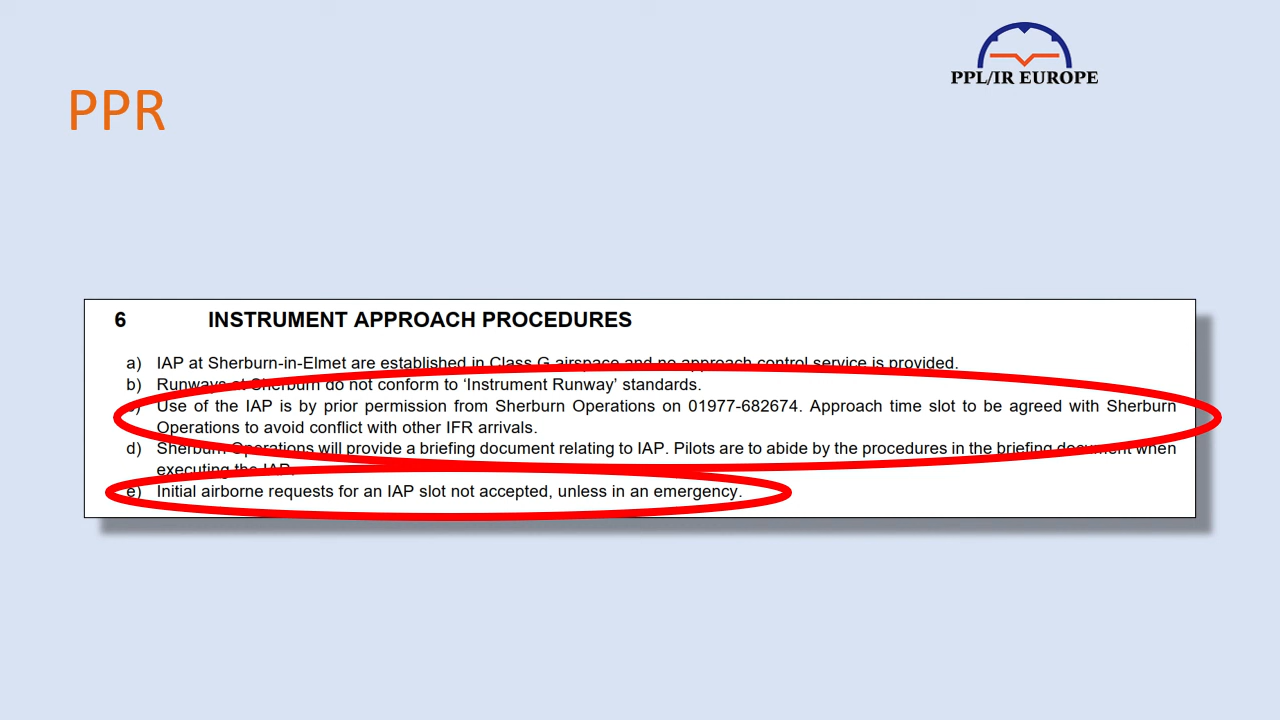 PPL/IR EUROPE
PPR
6 INSTRUMENT APPROACH PROCEDURES
a) IAP at Sherburn-in-Elmet are established in Class G airspace and no approach control service is provided.
b) Runways at Sherburn do not conform to ‘Instrument Runway’ standards.
c) Use of the IAP is by prior permission from Sherburn Operations on 01977-682674. Approach time slot to be agreed with Sherburn
Operations to avoid conflict with other IFR arrivals.
d) Sherburn Operations will provide a briefing document relating to IAP. Pilots are to abide by the procedures in the briefing document when
executing the IAP.
e) Initial airborne requests for an IAP slot not accepted, unless in an emergency.